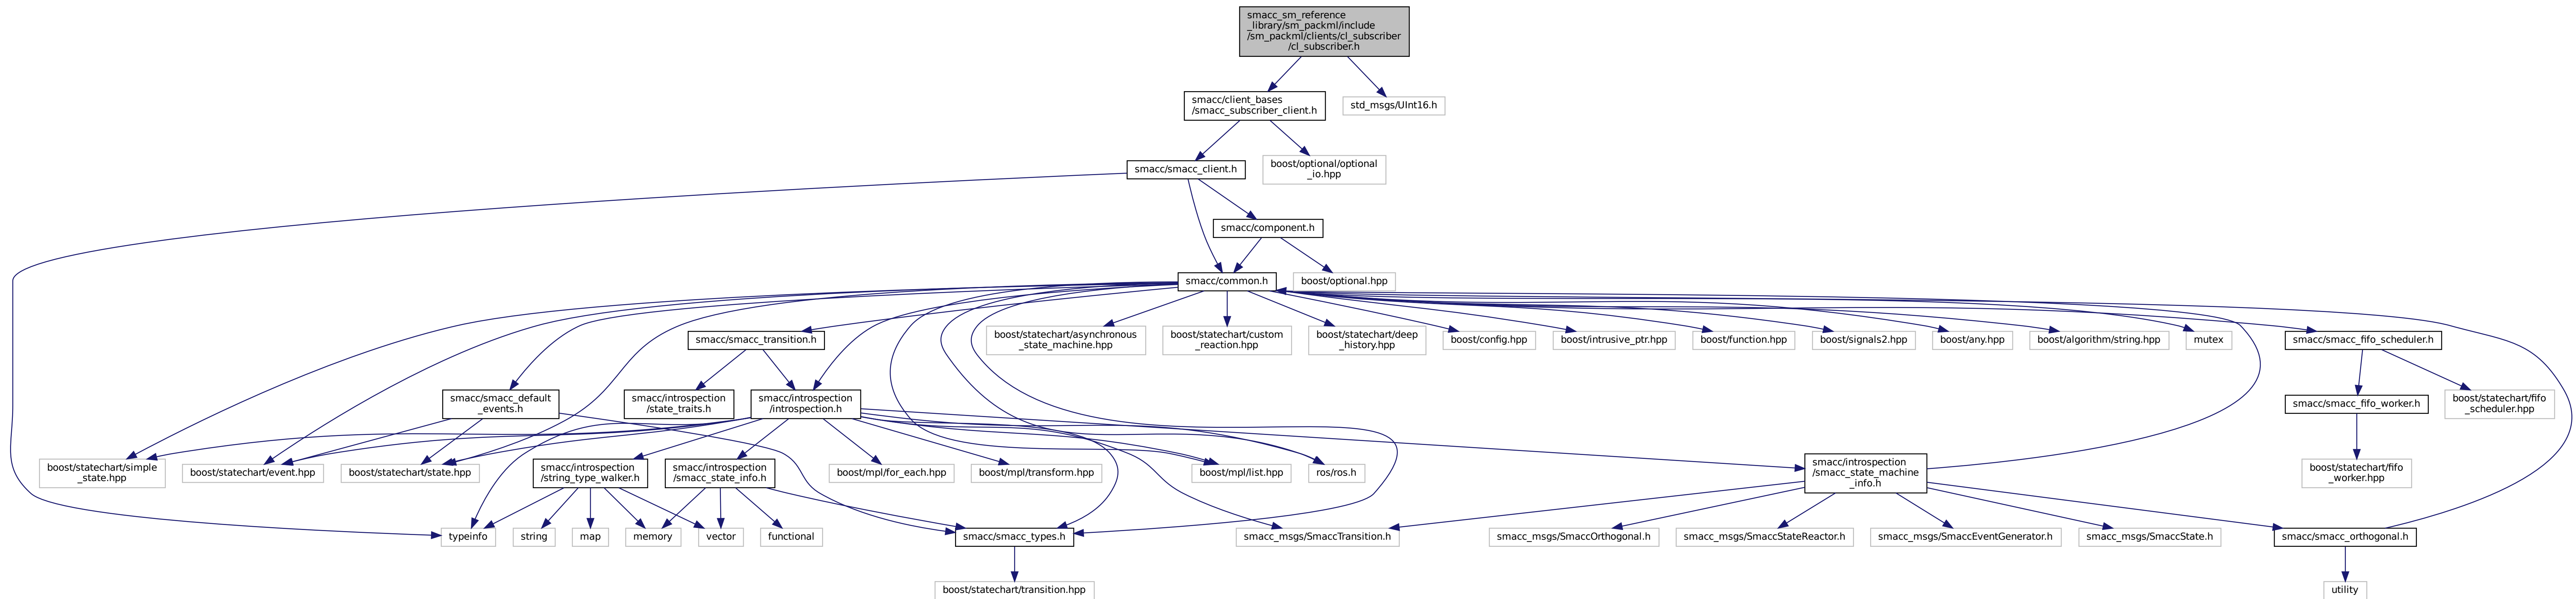 smacc_sm_reference
_library/sm_packml/include
/sm_packml/clients/cl_subscriber
/cl_subscriber.h
smacc/client_bases
/smacc_subscriber_client.h
std_msgs/UInt16.h
smacc/smacc_client.h
boost/optional/optional
_io.hpp
smacc/component.h
smacc/common.h
boost/optional.hpp
smacc/smacc_transition.h
boost/statechart/asynchronous
_state_machine.hpp
boost/statechart/custom
_reaction.hpp
boost/statechart/deep
_history.hpp
boost/config.hpp
boost/intrusive_ptr.hpp
boost/function.hpp
boost/signals2.hpp
boost/any.hpp
boost/algorithm/string.hpp
mutex
smacc/smacc_fifo_scheduler.h
smacc/smacc_default
_events.h
smacc/introspection
/state_traits.h
smacc/introspection
/introspection.h
smacc/smacc_fifo_worker.h
boost/statechart/fifo
_scheduler.hpp
boost/statechart/simple
_state.hpp
boost/statechart/event.hpp
boost/statechart/state.hpp
smacc/introspection
/string_type_walker.h
smacc/introspection
/smacc_state_info.h
boost/mpl/for_each.hpp
boost/mpl/transform.hpp
boost/mpl/list.hpp
ros/ros.h
smacc/introspection
/smacc_state_machine
_info.h
boost/statechart/fifo
_worker.hpp
typeinfo
string
map
memory
vector
functional
smacc/smacc_types.h
smacc_msgs/SmaccTransition.h
smacc_msgs/SmaccOrthogonal.h
smacc_msgs/SmaccStateReactor.h
smacc_msgs/SmaccEventGenerator.h
smacc_msgs/SmaccState.h
smacc/smacc_orthogonal.h
boost/statechart/transition.hpp
utility